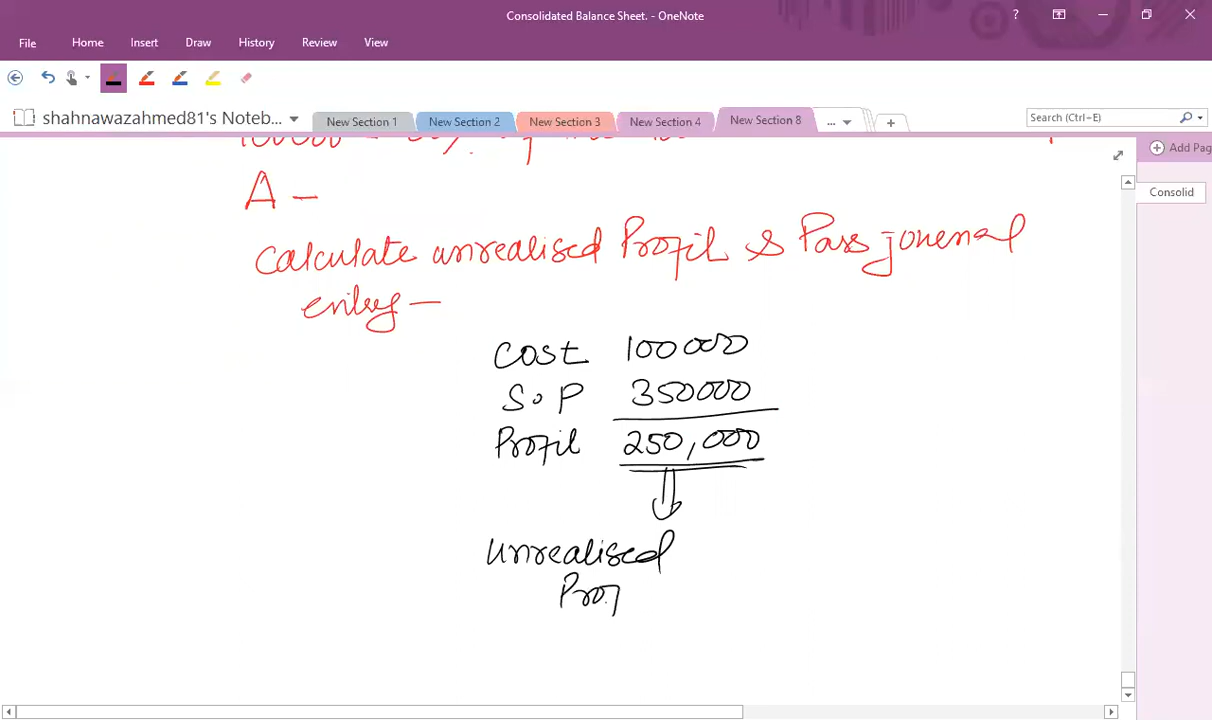 Consolidated Balance Sheet. - OneNote
File Home Insert Draw History Review View
shahnawazahmed81's Noteb... New Section 1 New Section 2 New Section 3 New Section 4 New Section 8 ... Search (Ctrl+E)
Add Pag
Consolid
A -
Calculate unrealised Profit & Pass journal
entry -
Cost 100000
S.P 350000
Profit 250,000
Unrealised
Prof